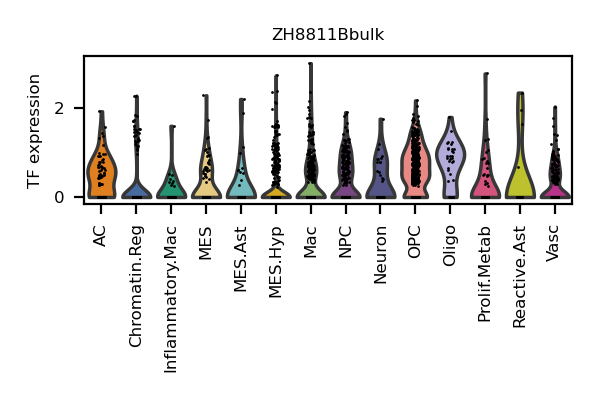 ZH8811Bbulk
TF expression
2
0
AC
Chromatin.Reg
Inflammatory.Mac
MES
MES.Ast
MES.Hyp
Mac
NPC
Neuron
OPC
Oligo
Prolif.Metab
Reactive.Ast
Vasc